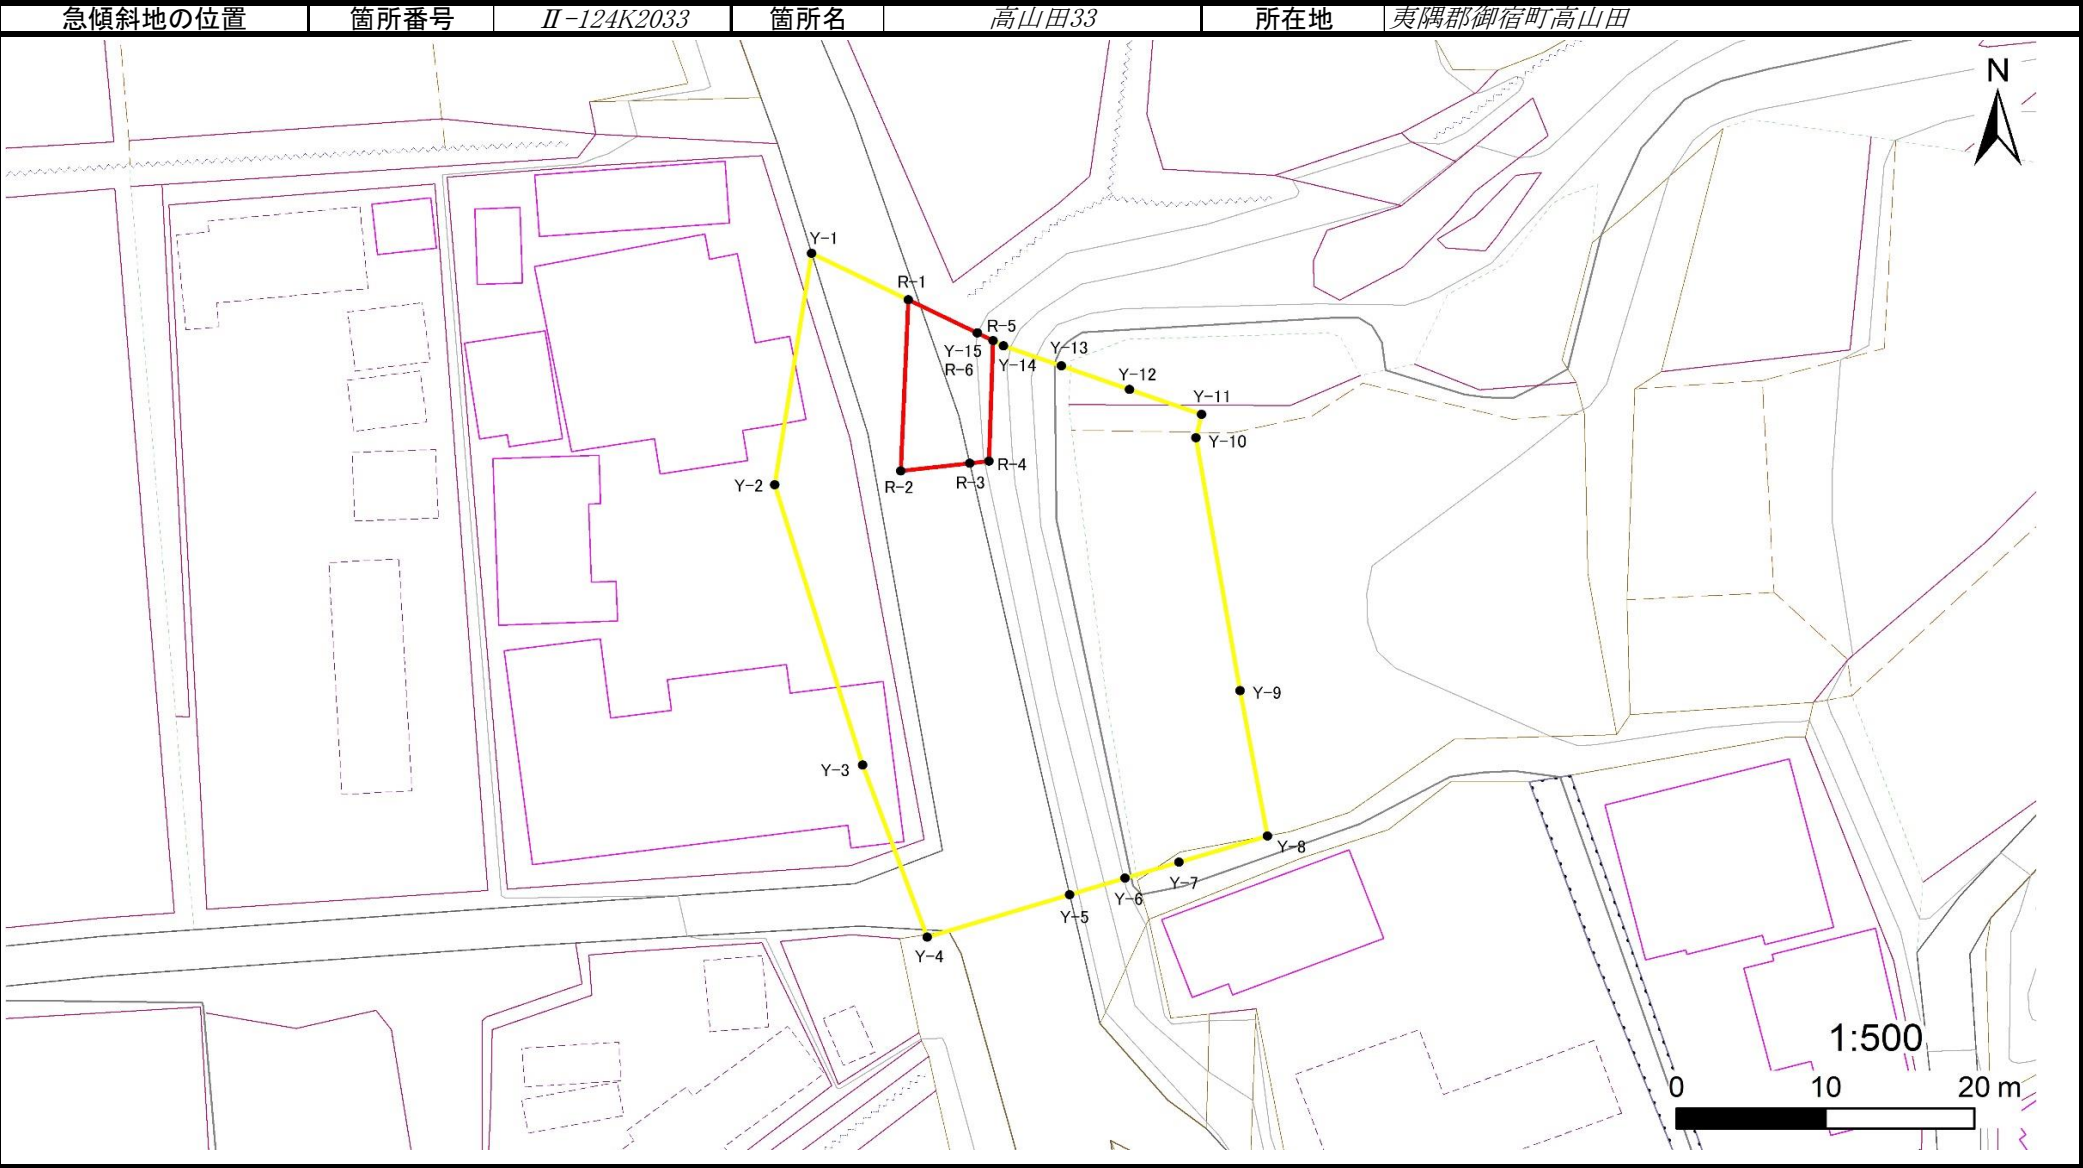 急傾斜地の位置 箇所番号 Ⅱ-124K2033 箇所名 高山田33 所在地 夷隅郡御宿町高山田
N
Y-1
R-1
R-5
Y-15
R-6
Y-14
Y-13
Y-12
Y-11
Y-10
R-4
R-3
R-2
Y-2
Y-9
Y-3
Y-8
Y-7
Y-6
Y-5
Y-4
1:500
0 10 20 m